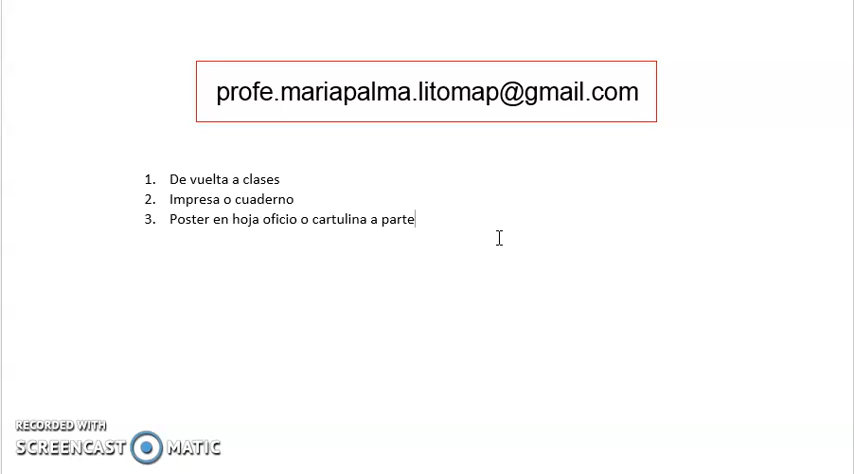 profe.mariapalma.litomap@gmail.com
1. De vuelta a clases
2. Impresa o cuaderno
3. Poster en hoja oficio o cartulina a parte
RECORDED WITH
SCREENCAST MATIC